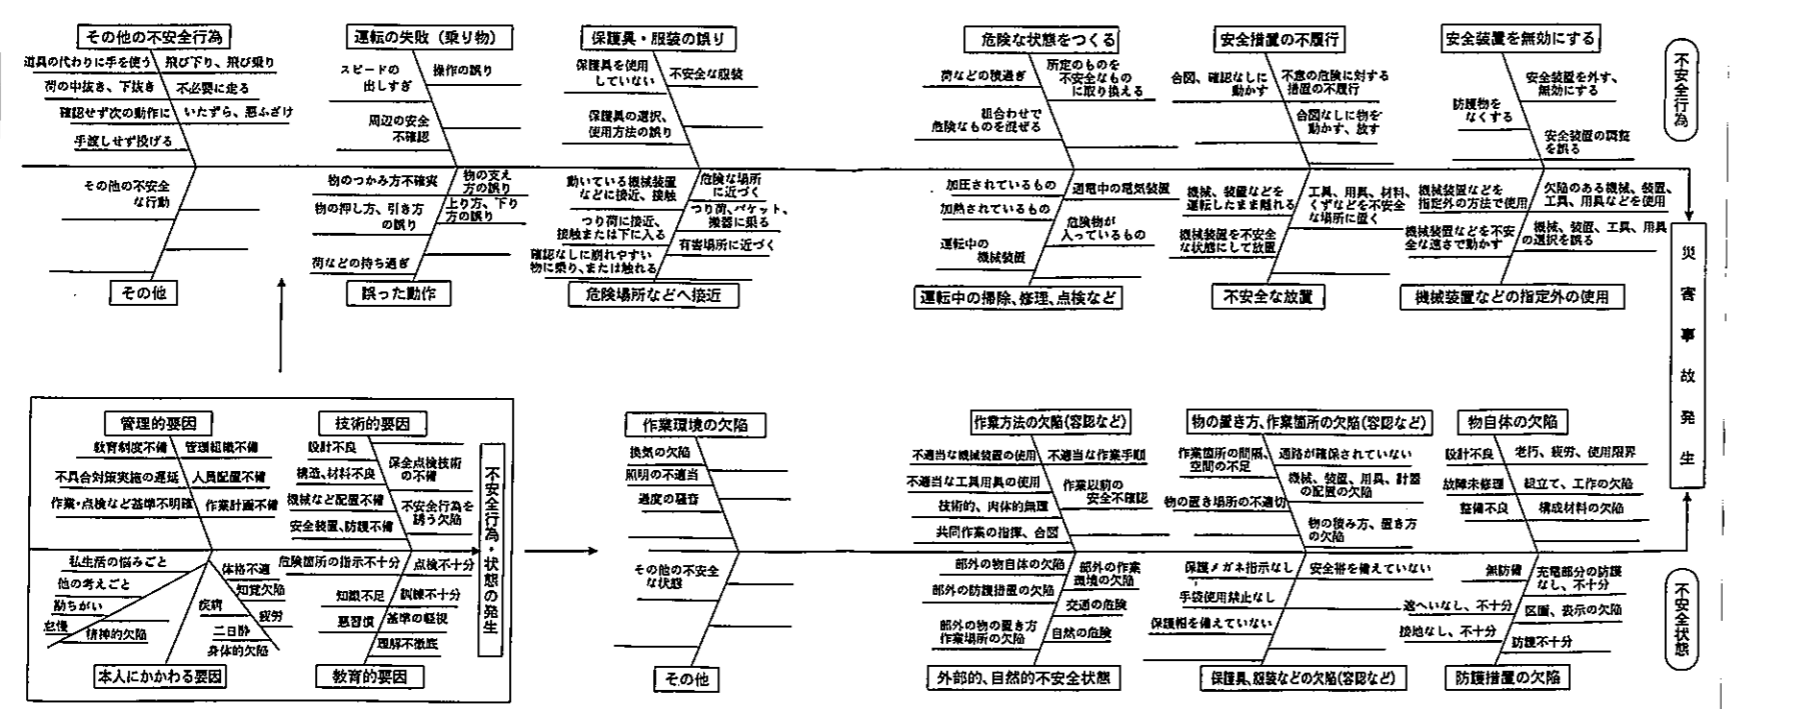 その他の不安全行為
道具の代わりに手を使う
飛び下り、飛び乗り
荷の中抜き、下抜き
不必要に走る
確認せず次の動作に
いたずら、悪ふざけ
手渡しせず投げる
運転の失敗（乗り物）
スピードの
出しすぎ
操作の誤り
周辺の安全
不確認
保護具・服装の誤り
保護具を使用
していない
不安全な服装
保護具の選択、
使用方法の誤り
危険な状態をつくる
荷などの積過ぎ
所定のものを
不安全なもの
に取り換える
組合わせで
危険なものを混ぜる
安全措置の不履行
合図、確認なしに
動かす
不意の危険に対する
措置の不履行
合図なしに物を
動かす、放す
安全装置を無効にする
安全装置を外す、
無効にする
防護物を
なくする
安全装置の調整
を誤る
不安全行為
その他の不安全
な行動
その他
物のつかみ方不確実
物の支え
方の誤り
物の押し方、引き方
の誤り
上り方、下り
方の誤り
荷などの持ち過ぎ
誤った動作
動いている機械装置
などに接近、接触
危険な場所
に近づく
つり荷に接近、
接触または下に入る
つり荷、バケット、
搬器に乗る
確認なしに崩れやすい
物に乗り、または触れる
有害場所に近づく
危険場所などへ接近
加圧されているもの
通電中の電気装置
加熱されているもの
危険物が
入っているもの
運転中の
機械装置
運転中の掃除、修理、点検など
機械、装置などを
運転したまま離れる
工具、用具、材料、
くずなどを不安全
な場所に置く
機械装置を不安全
な状態にして放置
不安全な放置
機械装置などを
指定外の方法で使用
欠陥のある機械、装置、
工具、用具などを使用
機械装置などを不安
全な速さで動かす
機械、装置、工具、用具
の選択を誤る
機械装置などの指定外の使用
災害事故発生
管理的要因
教育制度不備
管理組織不備
不具合対策実施の遅延
人員配置不備
作業・点検など基準不明確
作業計画不備
技術的要因
設計不良
保全点検技術
の不備
構造、材料不良
機械など配置不備
不安全行為を
誘う欠陥
安全装置、防護不備
私生活の悩みごと
他の考えごと
勘ちがい
怠慢
精神的欠陥
体格不適
知覚欠陥
疾病
疲労
二日酔
身体的欠陥
本人にかかわる要因
危険箇所の指示不十分
点検不十分
知識不足
訓練不十分
悪習慣
基準の軽視
理解不徹底
教育的要因
不安全行為・状態の発生
作業環境の欠陥
換気の欠陥
照明の不適当
過度の騒音
その他の不安全
な状態
その他
作業方法の欠陥(容認など)
不適当な機械装置の使用
不適当な作業手順
不適当な工具用具の使用
作業以前の
安全不確認
技術的、肉体的無理
共同作業の指揮、合図
部外の物自体の欠陥
部外の作業
環境の欠陥
部外の防護措置の欠陥
交通の危険
部外の物の置き方
作業場所の欠陥
自然の危険
外部的、自然的不安全状態
物の置き方、作業箇所の欠陥(容認など)
作業箇所の間隔、
空間の不足
通路が確保されていない
機械、装置、用具、計器
の配置の欠陥
物の置き場所の不適切
物の積み方、置き方
の欠陥
保護メガネ指示なし
安全帯を備えていない
手袋使用禁止なし
保護帽を備えていない
保護具、服装などの欠陥(容認など)
物自体の欠陥
設計不良
老朽、疲労、使用限界
故障未修理
組立て、工作の欠陥
整備不良
構成材料の欠陥
無防備
充電部分の防護
なし、不十分
遮へいなし、不十分
区画、表示の欠陥
接地なし、不十分
防護不十分
防護措置の欠陥
不安全状態